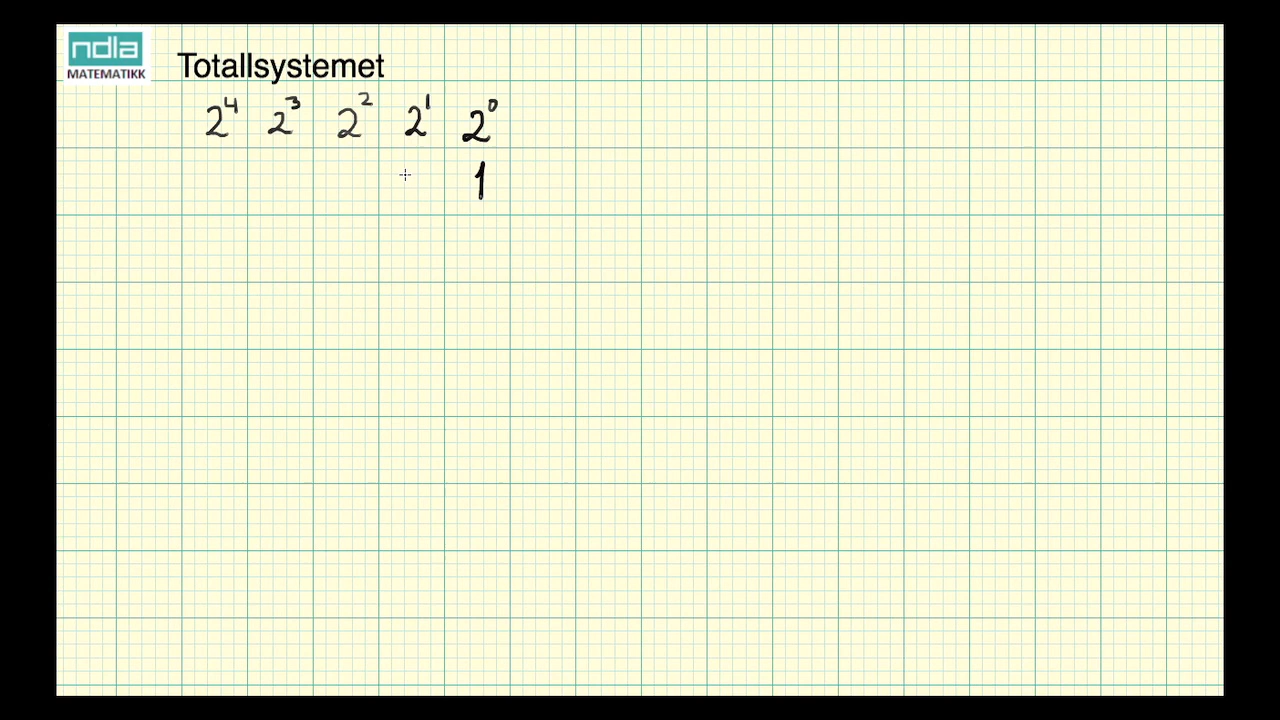 ndla
MATEMATIKK
Totallsystemet
2⁴ 2³ 2² 2¹ 2⁰
1